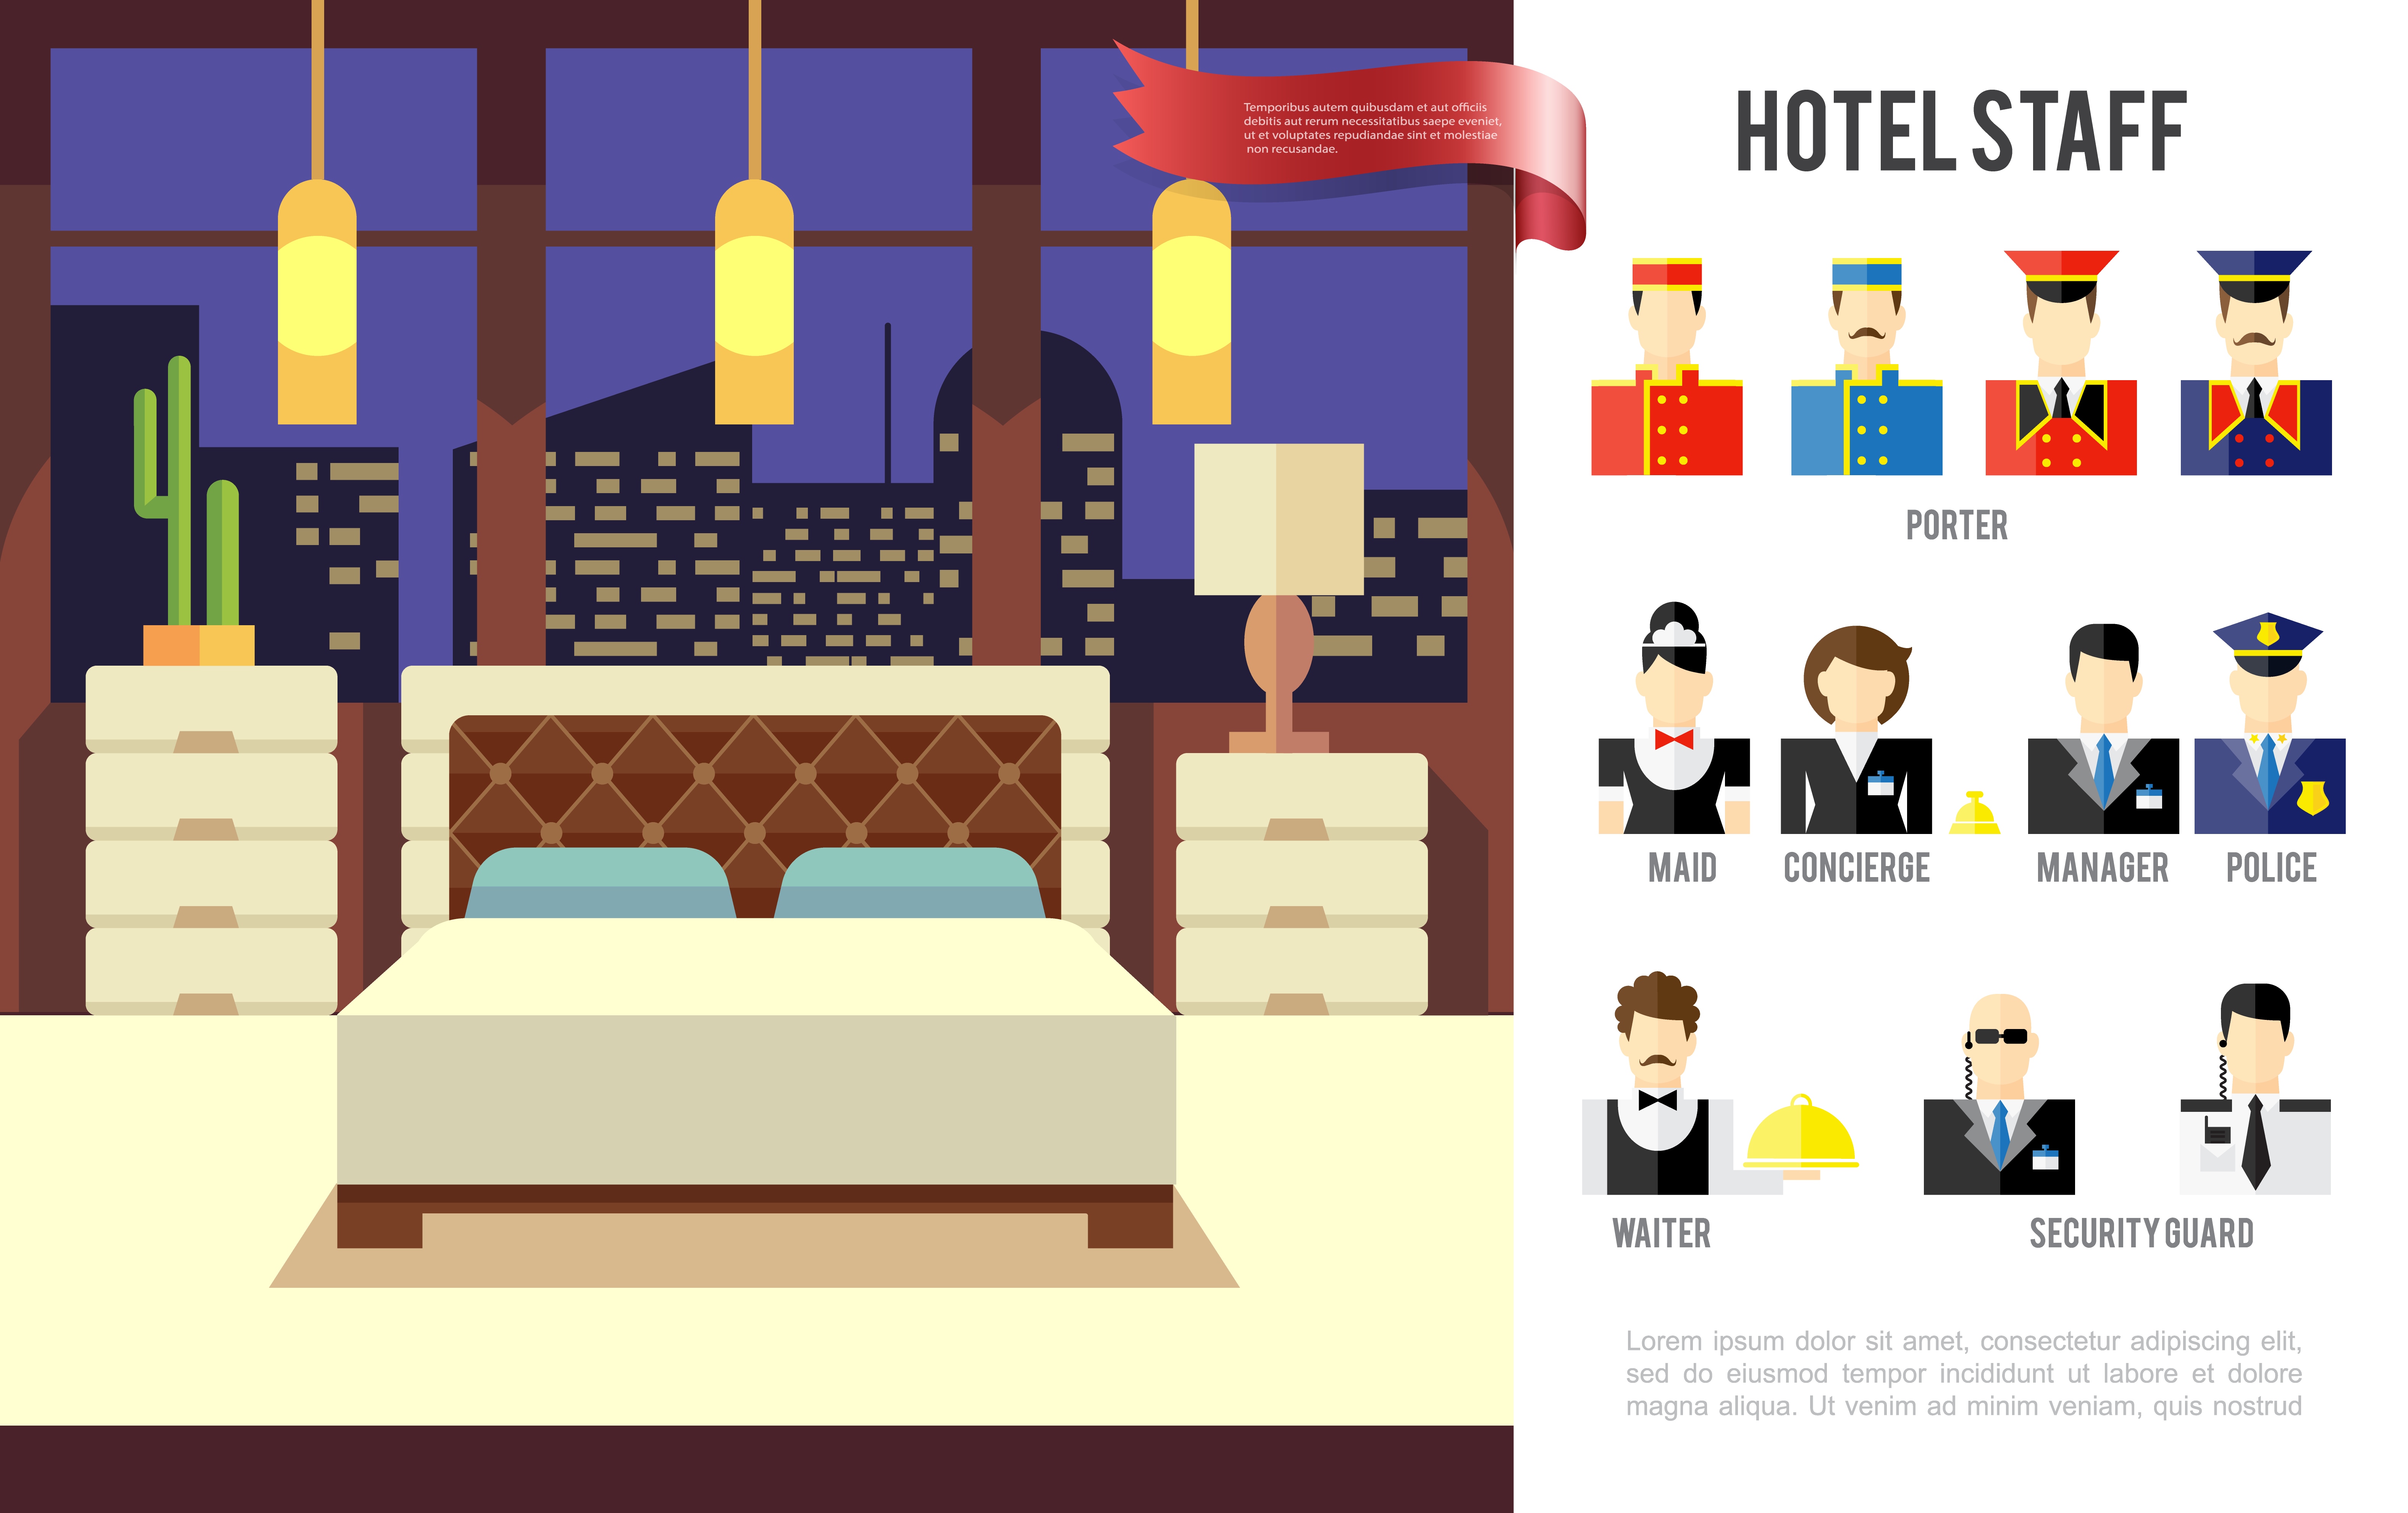 Temporibus autem quibusdam et aut officiis
debitis aut rerum necessitatibus saepe eveniet,
ut et voluptates repudiandae sint et molestiae
non recusandae.
HOTEL STAFF
PORTER
MAID
CONCIERGE
MANAGER
POLICE
WAITER
SECURITY GUARD
Lorem ipsum dolor sit amet, consectetur adipiscing elit,
sed do eiusmod tempor incididunt ut labore et dolore
magna aliqua. Ut venim ad minim veniam, quis nostrud